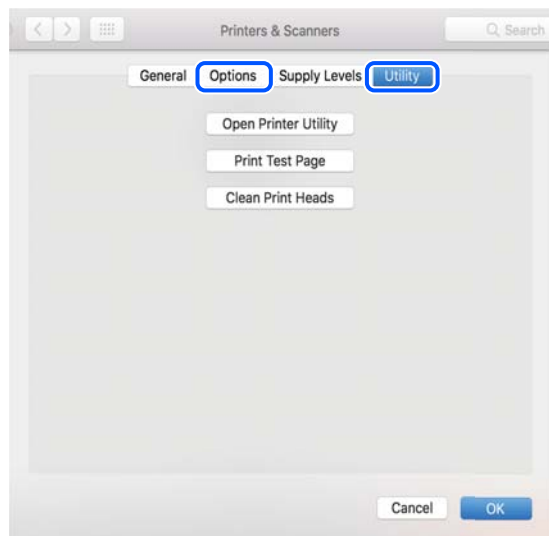 Printers & Scanners Search
General Options Supply Levels Utility
Open Printer Utility
Print Test Page
Clean Print Heads
Cancel OK